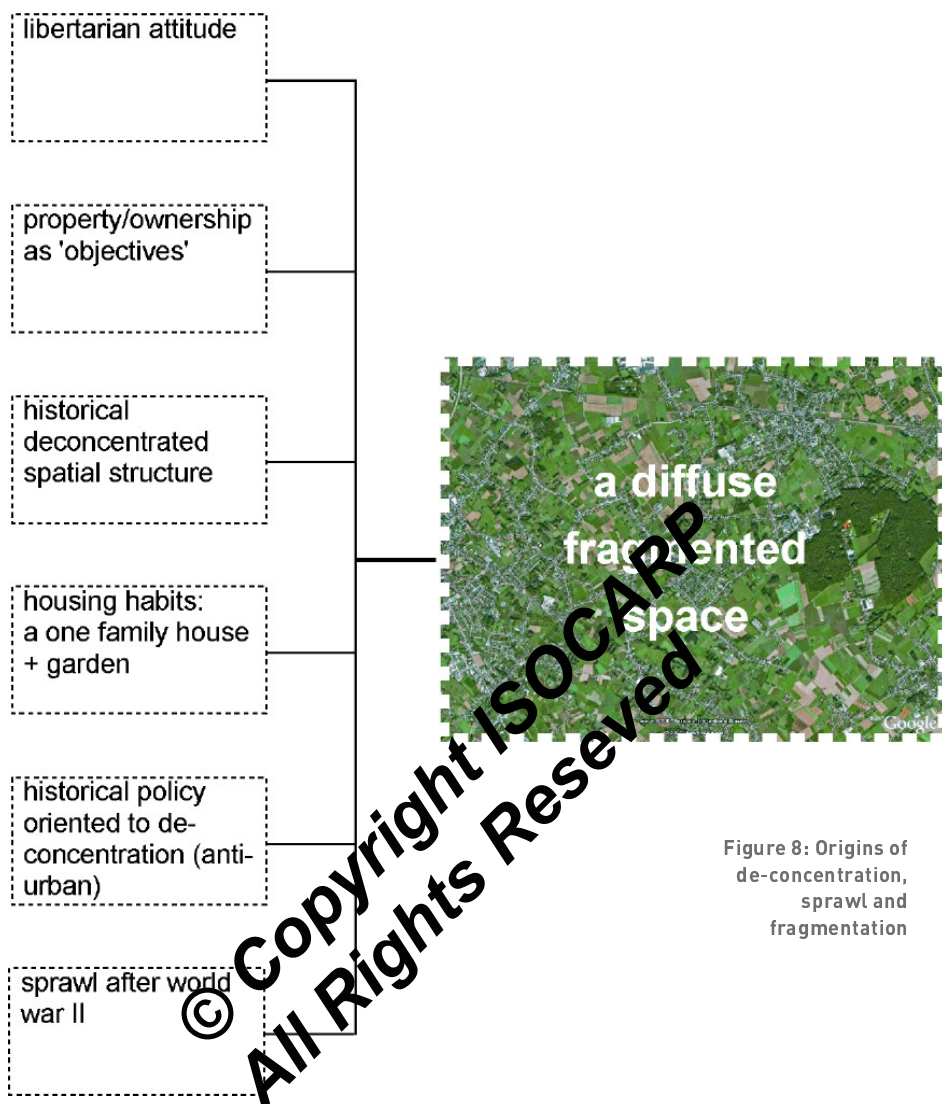 libertarian attitude
property/ownership
as 'objectives'
historical
deconcentrated
spatial structure
housing habits:
a one family house
+ garden
historical policy
oriented to de-
concentration (anti-
urban)
sprawl after world
war II
a diffuse
fragmented
space
Google
Figure 8: Origins of
de-concentration,
sprawl and
fragmentation
© Copyright ISOCARP
All Rights Reseved